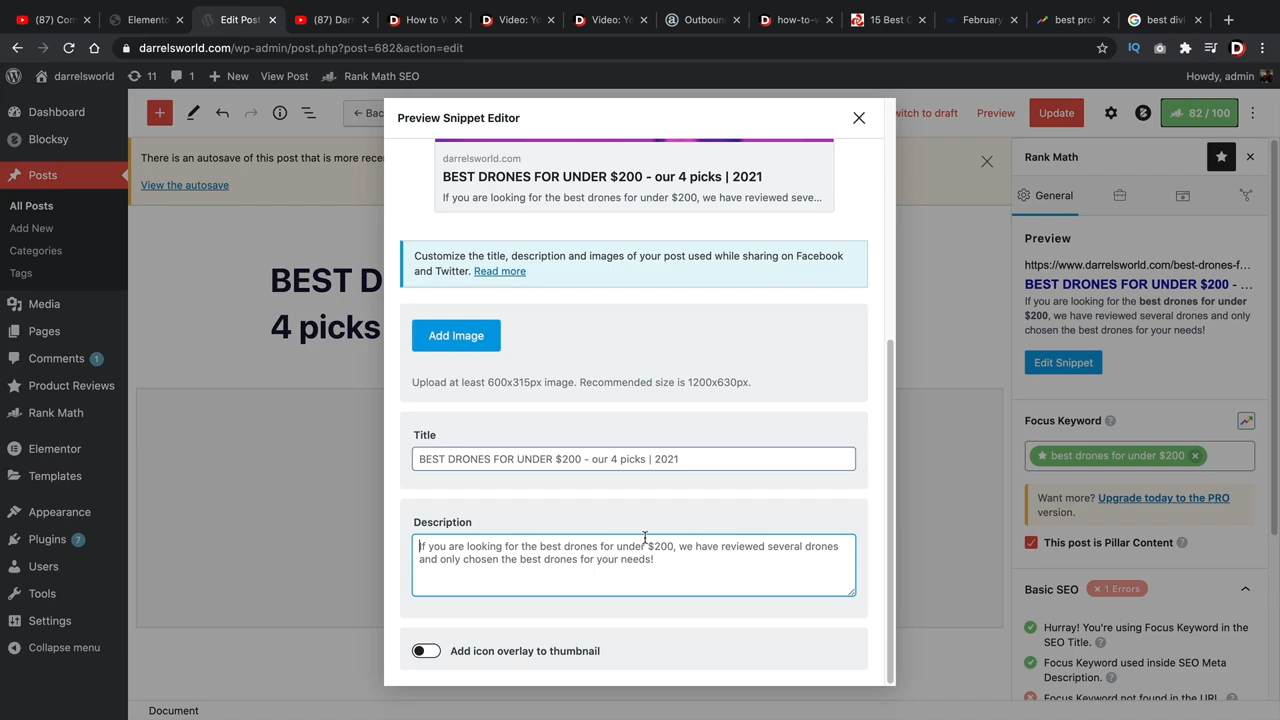 (83) Your
Elemento
Edit Post
(87) Darr
How to W
Video: Yo
Video: Yo
Outboun
how-to-w
15 Best C
February
best prof
best divi
darrelsworld.com/wp-admin/post.php?post=682&action=edit
darrelsworld
11
1
New
View Post
Rank Math SEO
Howdy, admin
Dashboard
Blocksy
Posts
All Posts
Add New
Categories
Tags
Media
Pages
Comments 1
Product Reviews
Rank Math
Elementor
Templates
Appearance
Plugins 7
Users
Tools
Settings
Collapse menu
← Bac
witch to draft
Preview
Update
82 / 100
There is an autosave of this post that is more rece
View the autosave
BEST D
4 picks
Preview Snippet Editor
darrelsworld.com
BEST DRONES FOR UNDER $200 - our 4 picks | 2021
If you are looking for the best drones for under $200, we have reviewed seve...
Customize the title, description and images of your post used while sharing on Facebook
and Twitter. Read more
Add Image
Upload at least 600x315px image. Recommended size is 1200x630px.
Title
BEST DRONES FOR UNDER $200 - our 4 picks | 2021
Description
If you are looking for the best drones for under $200, we have reviewed several drones
and only chosen the best drones for your needs!
Add icon overlay to thumbnail
Rank Math
General
Preview
https://www.darrelsworld.com/best-drones-f...
BEST DRONES FOR UNDER $200 - ...
If you are looking for the best drones for under
$200, we have reviewed several drones and only
chosen the best drones for your needs!
Edit Snippet
Focus Keyword
best drones for under $200
Want more? Upgrade today to the PRO
version.
This post is Pillar Content
Basic SEO
× 1 Errors
Hurray! You're using Focus Keyword in the
SEO Title.
Focus Keyword used inside SEO Meta
Description.
Focus Keyword not found in the URL.
Document